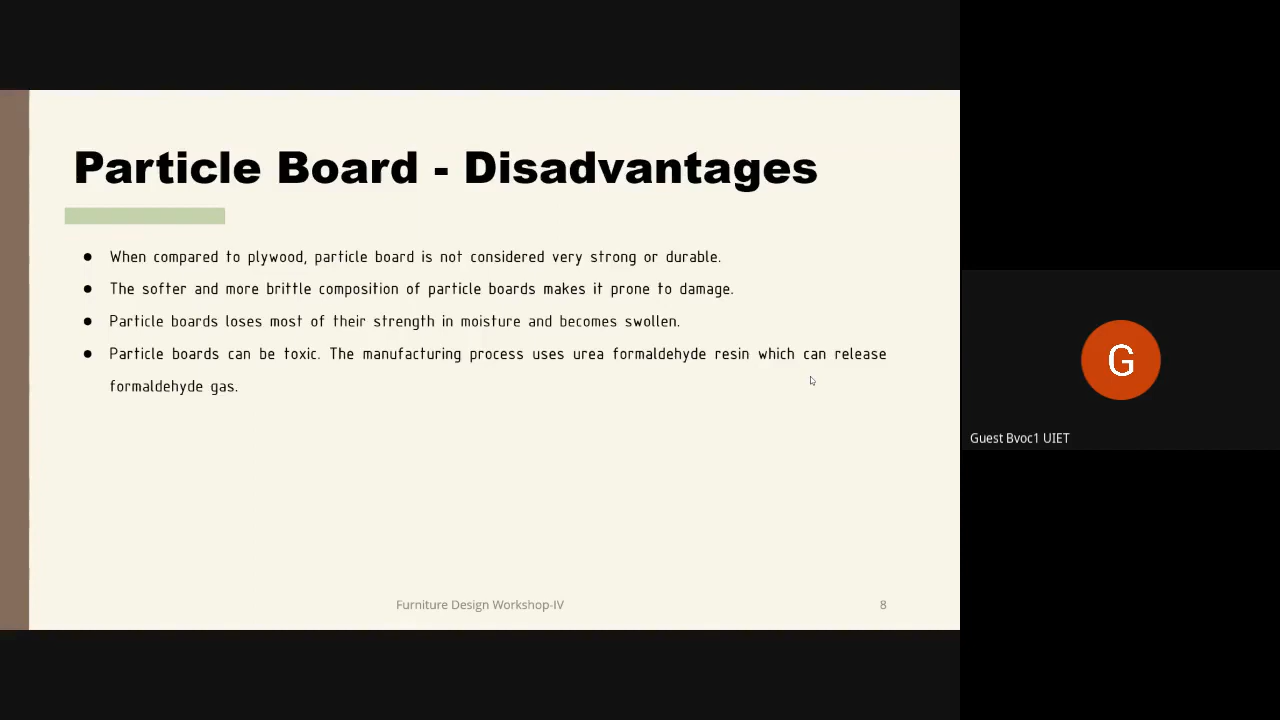 Particle Board - Disadvantages
● When compared to plywood, particle board is not considered very strong or durable.
● The softer and more brittle composition of particle boards makes it prone to damage.
● Particle boards loses most of their strength in moisture and becomes swollen.
● Particle boards can be toxic. The manufacturing process uses urea formaldehyde resin which can release
formaldehyde gas.
Furniture Design Workshop-IV
8
G
Guest Bvoc1 UIET